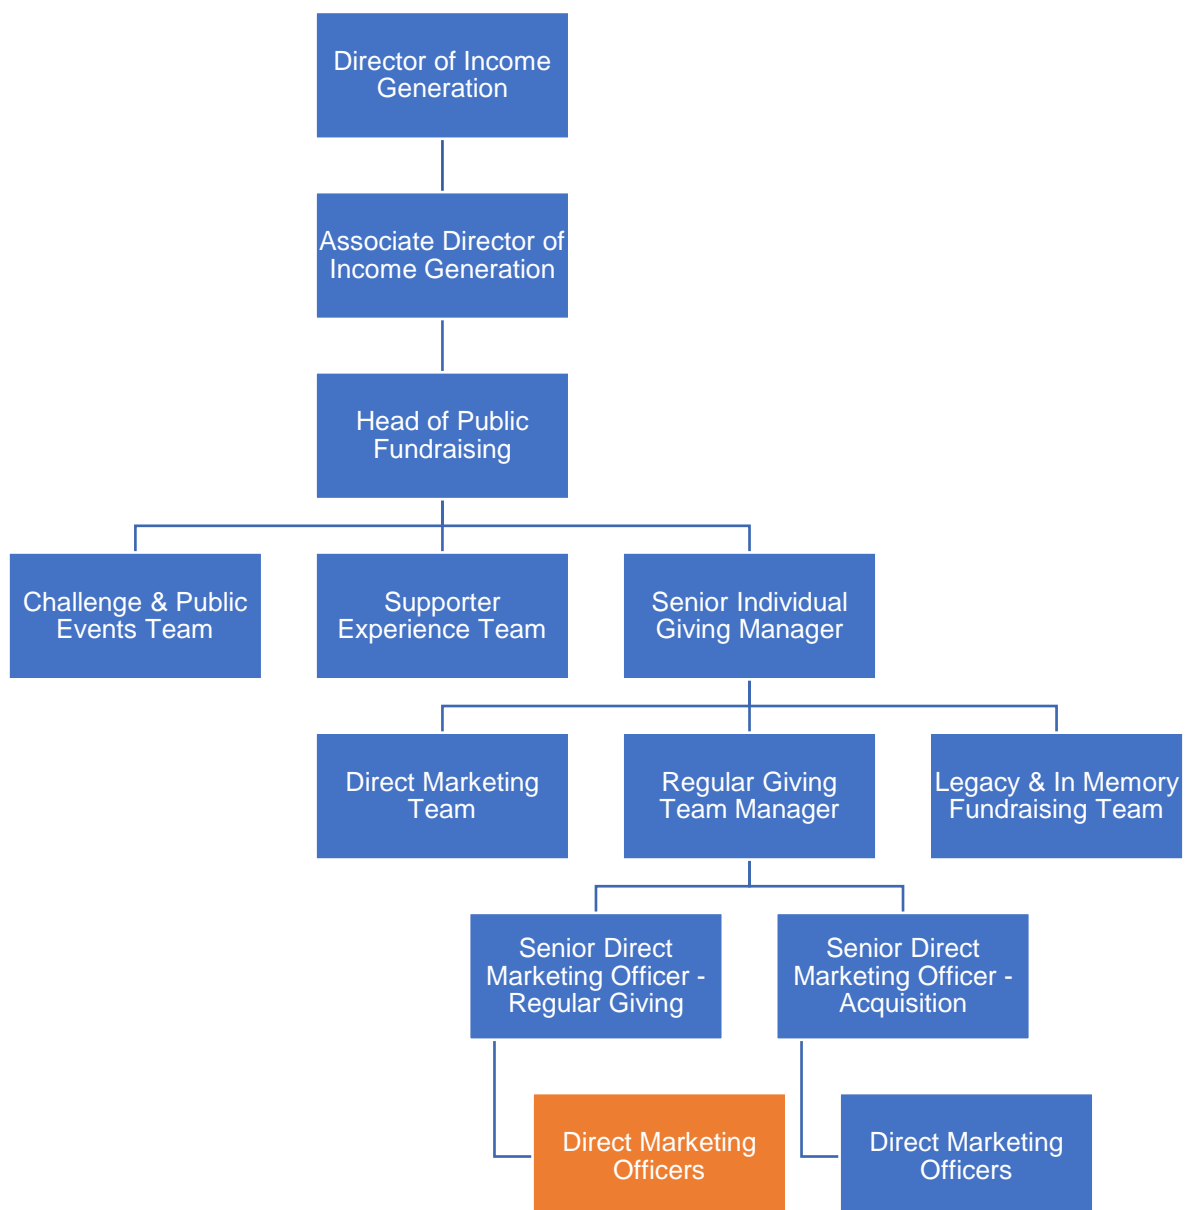 Director of Income
Generation
Associate Director of
Income Generation
Head of Public
Fundraising
Challenge & Public
Events Team
Supporter
Experience Team
Senior Individual
Giving Manager
Direct Marketing
Team
Regular Giving
Team Manager
Legacy & In Memory
Fundraising Team
Senior Direct
Marketing Officer -
Regular Giving
Senior Direct
Marketing Officer -
Acquisition
Direct Marketing
Officers
Direct Marketing
Officers